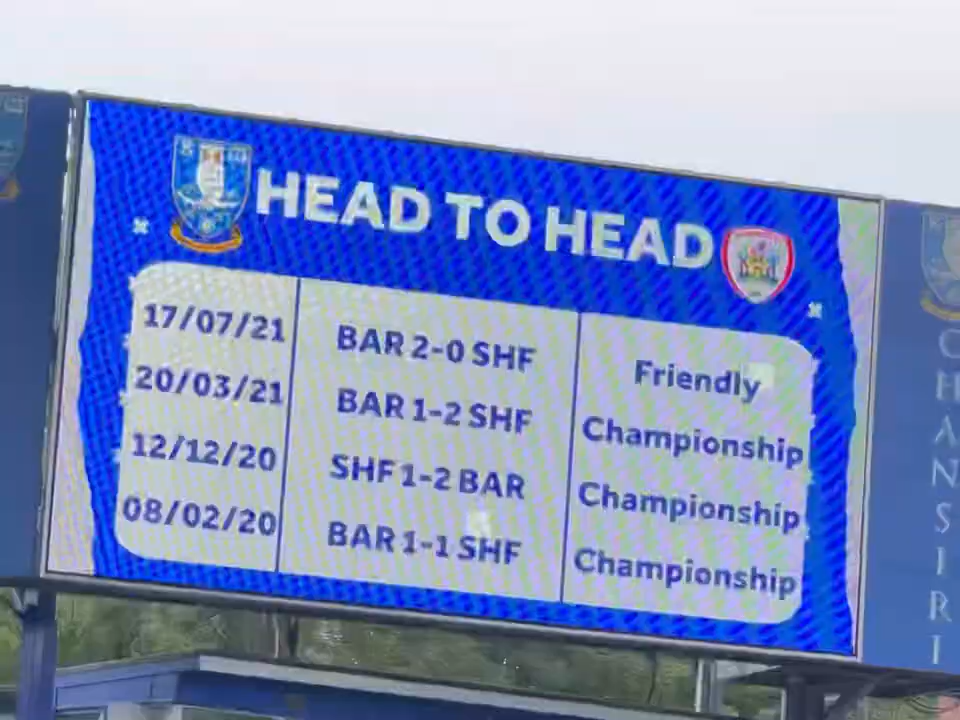 HEAD TO HEAD
17/07/21 BAR 2-0 SHF Friendly
20/03/21 BAR 1-2 SHF Championship
12/12/20 SHF 1-2 BAR Championship
08/02/20 BAR 1-1 SHF Championship
CHANSIRI